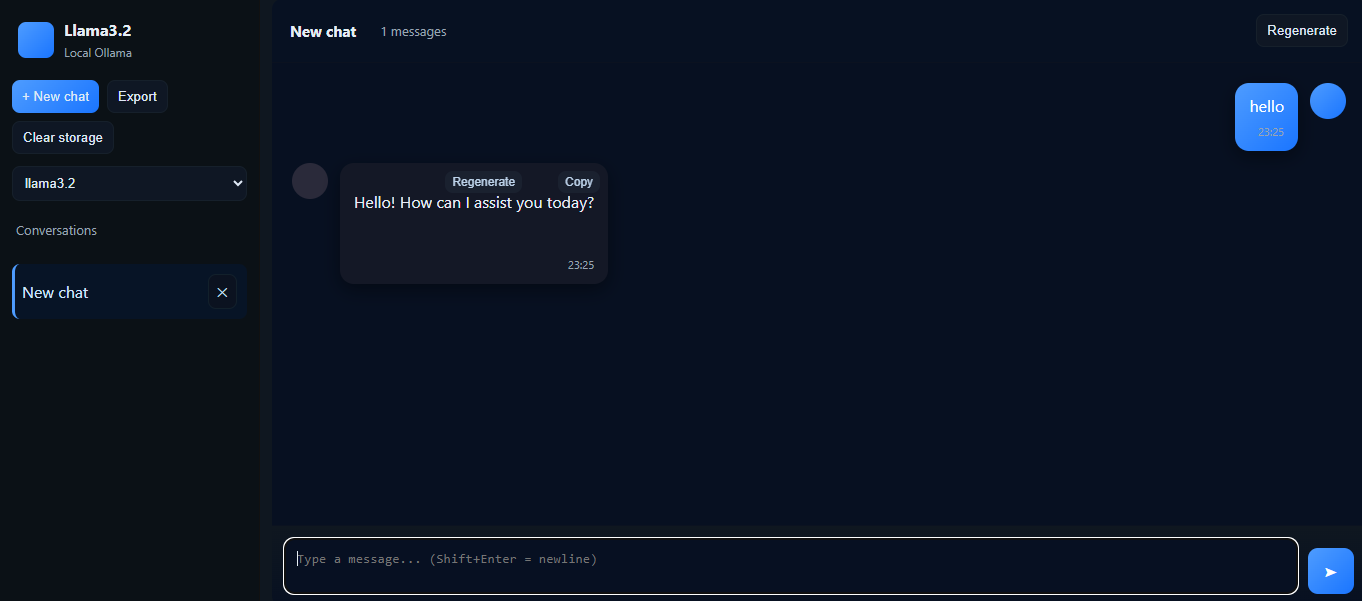 Llama3.2
Local Ollama
+ New chat
Export
Clear storage
llama3.2
Conversations
New chat
New chat
1 messages
Regenerate
hello
23:25
Regenerate
Copy
Hello! How can I assist you today?
23:25
Type a message... (Shift+Enter = newline)